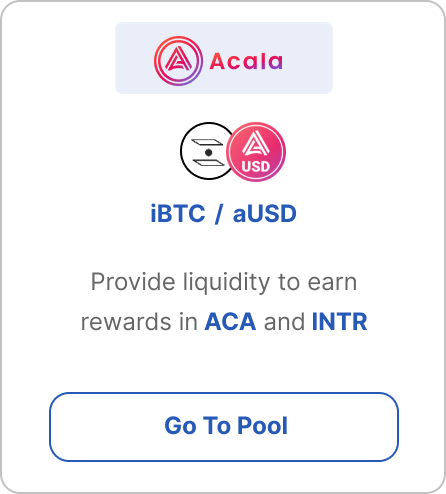 Acala
USD
iBTC / aUSD
Provide liquidity to earn
rewards in ACA and INTR
Go To Pool